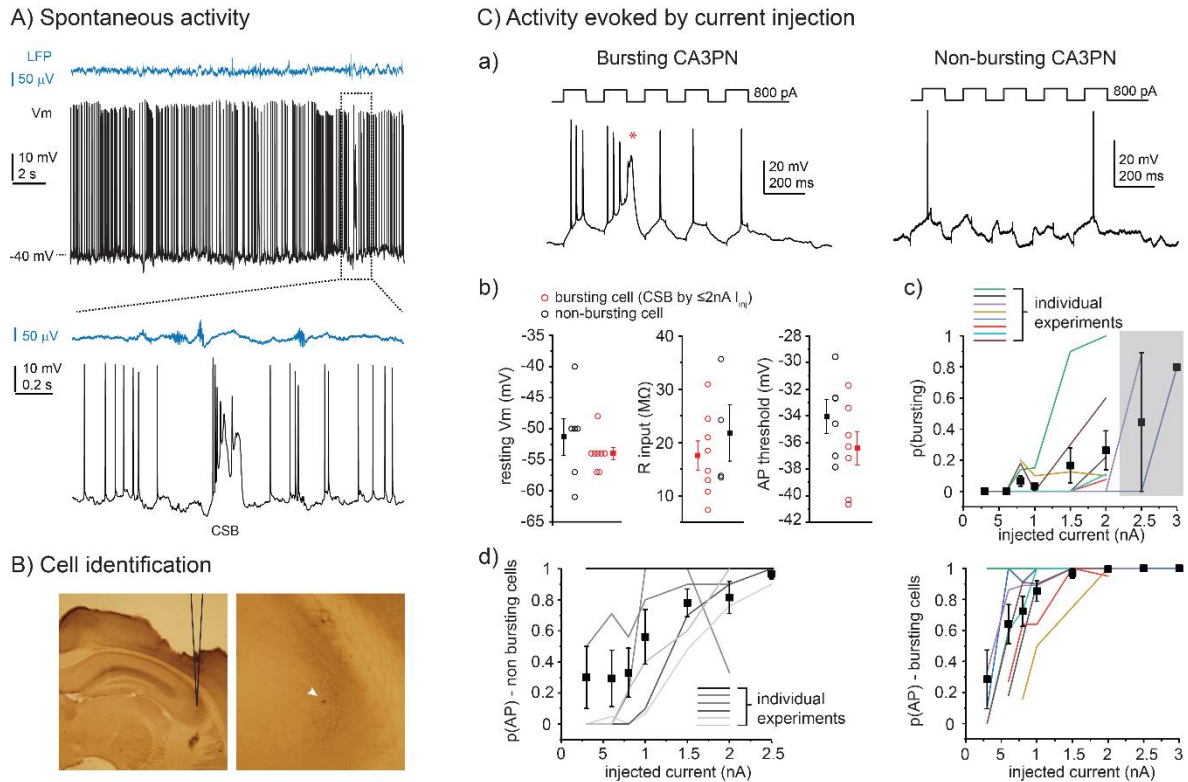 A) Spontaneous activity
LFP
50 µV
Vm
10 mV
2 s
-40 mV
50 µV
10 mV
0.2 s
CSB
B) Cell identification
C) Activity evoked by current injection
a)
Bursting CA3PN
Non-bursting CA3PN
800 pA
800 pA
*
20 mV
200 ms
20 mV
200 ms
b)
bursting cell (CSB by ≤2nA Iinj)
non-bursting cell
resting Vm (mV)
-35
-40
-45
-50
-55
-60
-65
R input (MΩ)
40
30
20
10
AP threshold (mV)
-28
-30
-32
-34
-36
-38
-40
-42
c)
individual
experiments
p(bursting)
1
0.8
0.6
0.4
0.2
0
0 0.5 1 1.5 2 2.5 3
injected current (nA)
d)
p(AP) - non bursting cells
1
0.8
0.6
0.4
0.2
0
individual
experiments
0 0.5 1 1.5 2 2.5
injected current (nA)
p(AP) - bursting cells
1
0.8
0.6
0.4
0.2
0
0 0.5 1 1.5 2 2.5 3
injected current (nA)